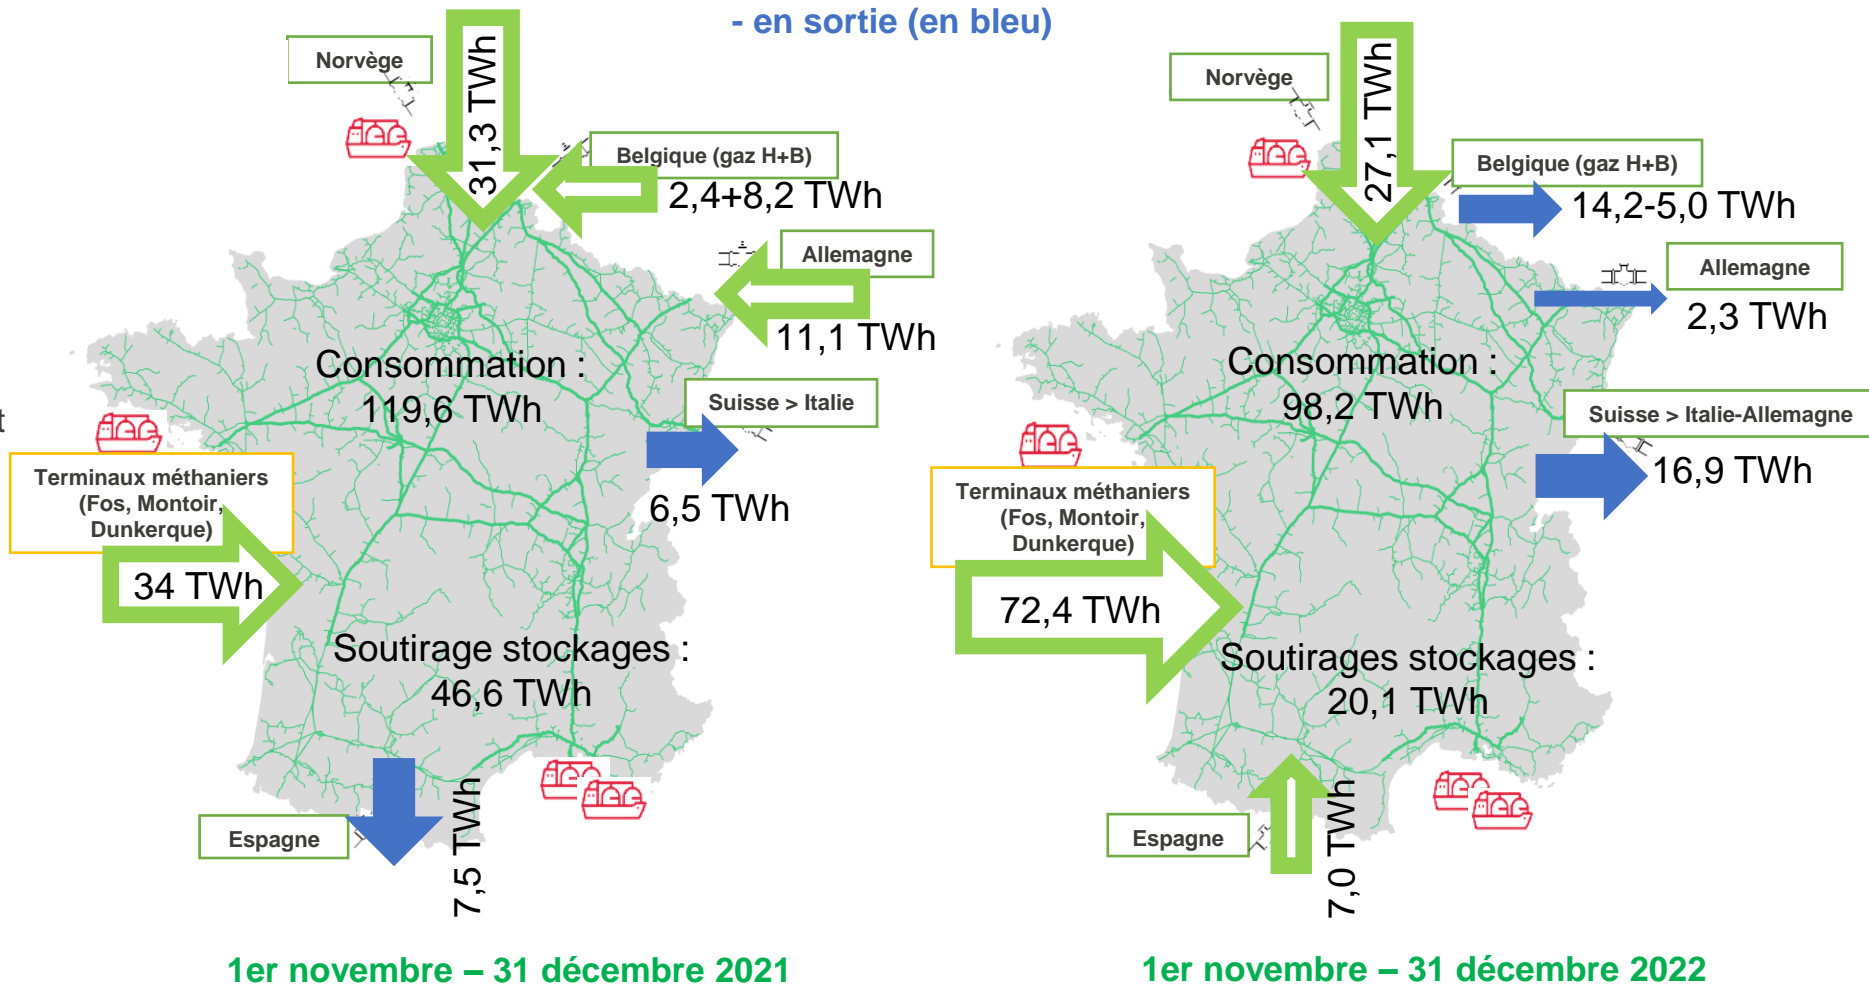 - en sortie (en bleu)
Norvège
31,3 TWh
Belgique (gaz H+B)
2,4+8,2 TWh
Allemagne
11,1 TWh
Consommation :
119,6 TWh
Suisse > Italie
6,5 TWh
t
Terminaux méthaniers
(Fos, Montoir,
Dunkerque)
34 TWh
Soutirage stockages :
46,6 TWh
Espagne
7,5 TWh
1er novembre – 31 décembre 2021
Norvège
27,1 TWh
Belgique (gaz H+B)
14,2-5,0 TWh
Allemagne
2,3 TWh
Consommation :
98,2 TWh
Suisse > Italie-Allemagne
16,9 TWh
Terminaux méthaniers
(Fos, Montoir,
Dunkerque)
72,4 TWh
Soutirages stockages :
20,1 TWh
Espagne
7,0 TWh
1er novembre – 31 décembre 2022